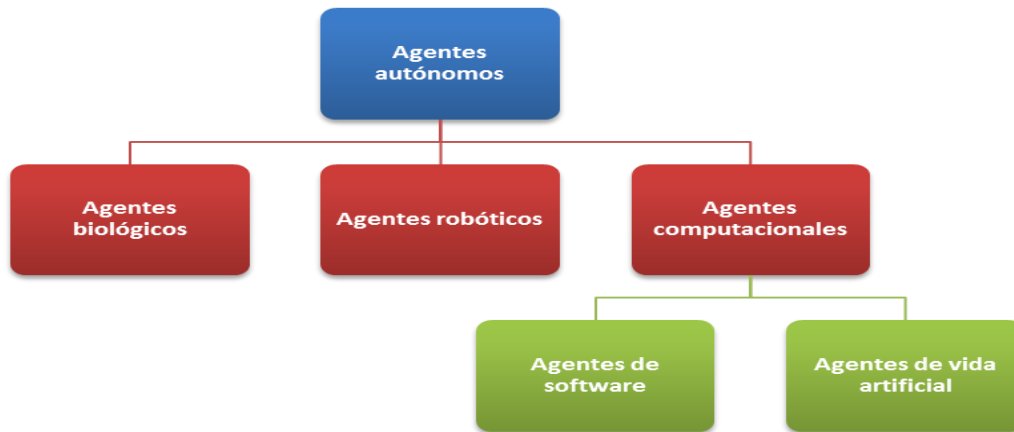 Agentes
autónomos
Agentes
biológicos
Agentes robóticos
Agentes
computacionales
Agentes de
software
Agentes de vida
artificial